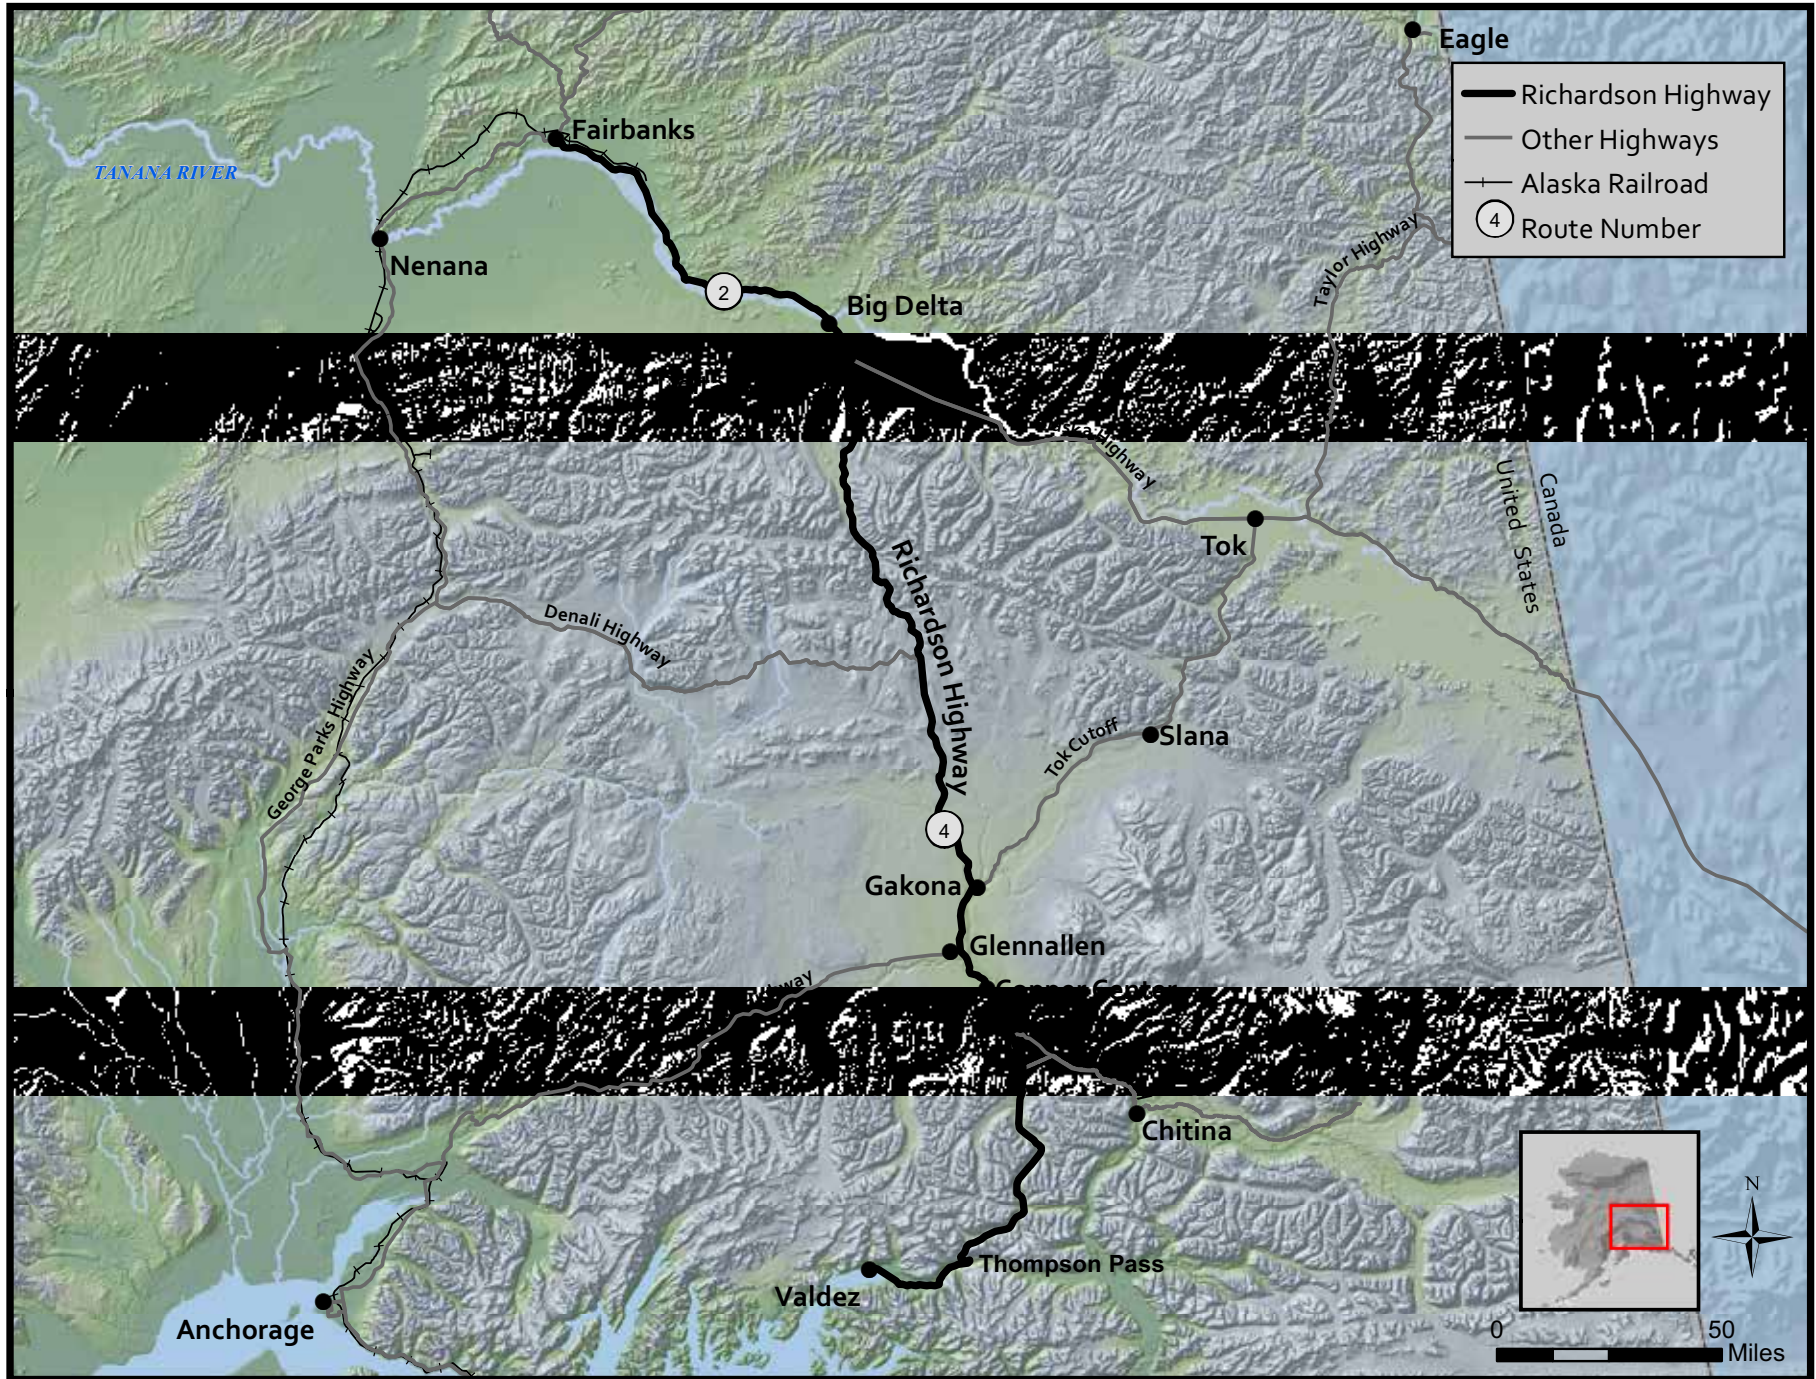 Eagle
Richardson Highway
Other Highways
Alaska Railroad
4
Route Number
Fairbanks
TANANA RIVER
Nenana
Taylor Highway
2
Big Delta
Highway
Canada
United States
Tok
Richardson Highway
Denali Highway
George Parks Highway
Tok Cutoff
Slana
4
Gakona
Glennallen
Copper Center
Chitina
Thompson Pass
Valdez
Anchorage
N
0
50
Miles